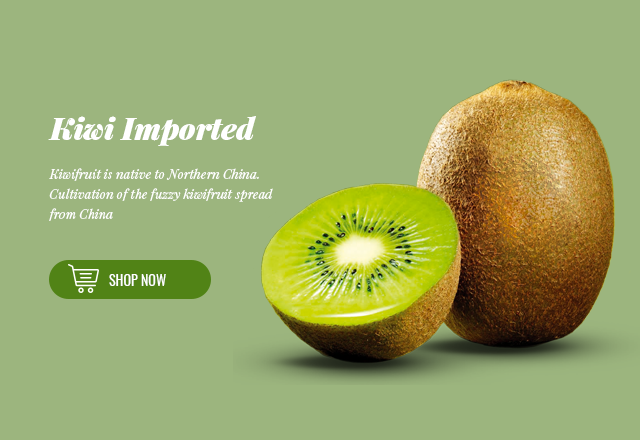 Kiwi Imported
Kiwifruit is native to Northern China.
Cultivation of the fuzzy kiwifruit spread
from China
SHOP NOW